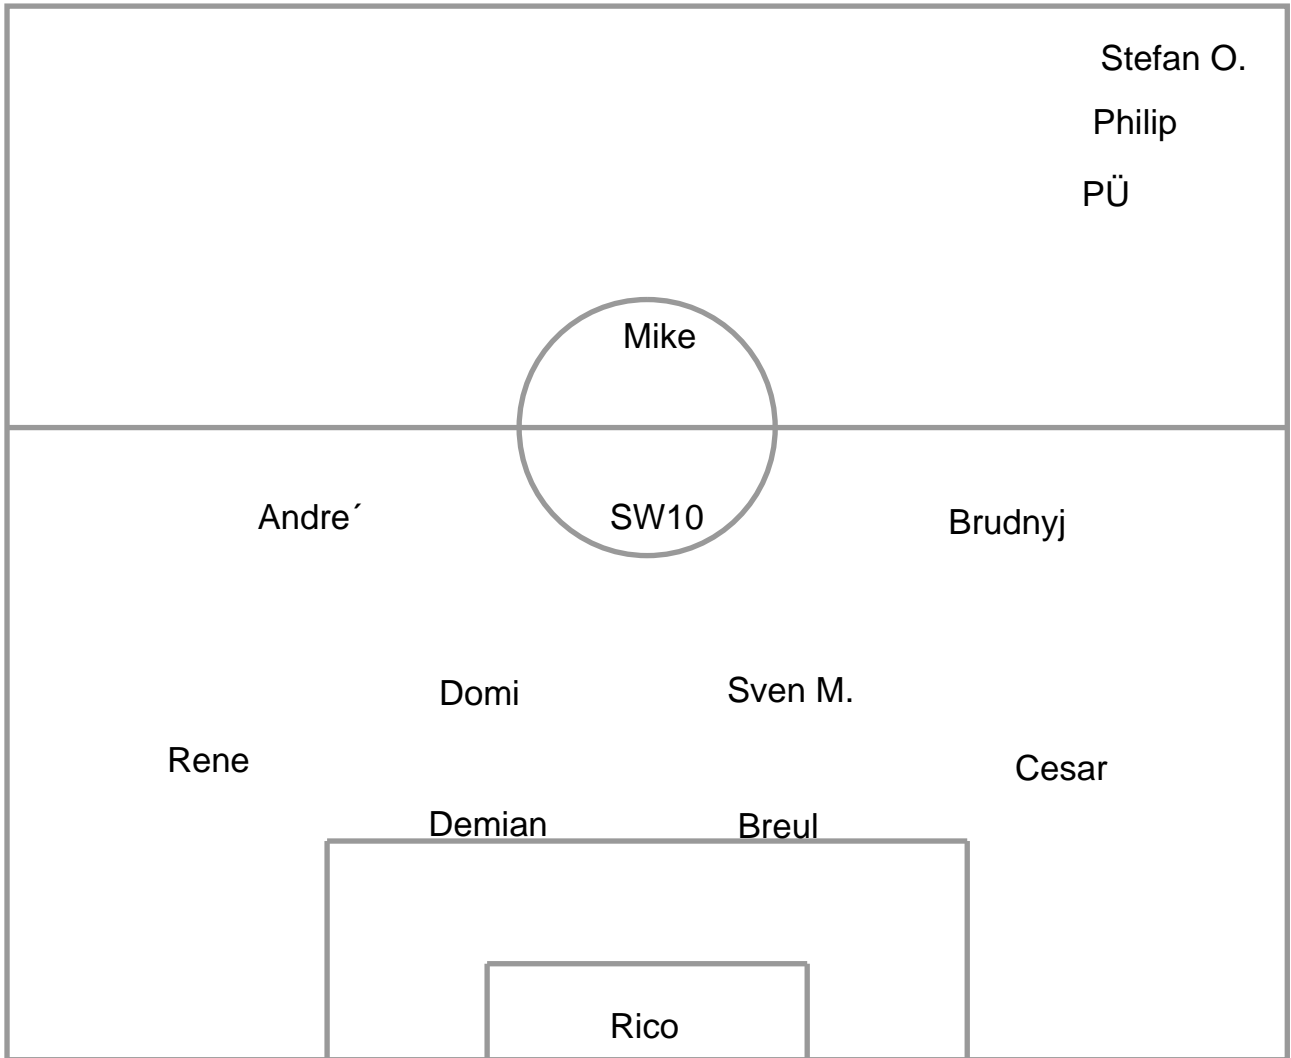 Stefan O.
Philip
PÜ
Mike
Andre´
SW10
Brudnyj
Domi
Sven M.
Rene
Cesar
Demian
Breul
Rico